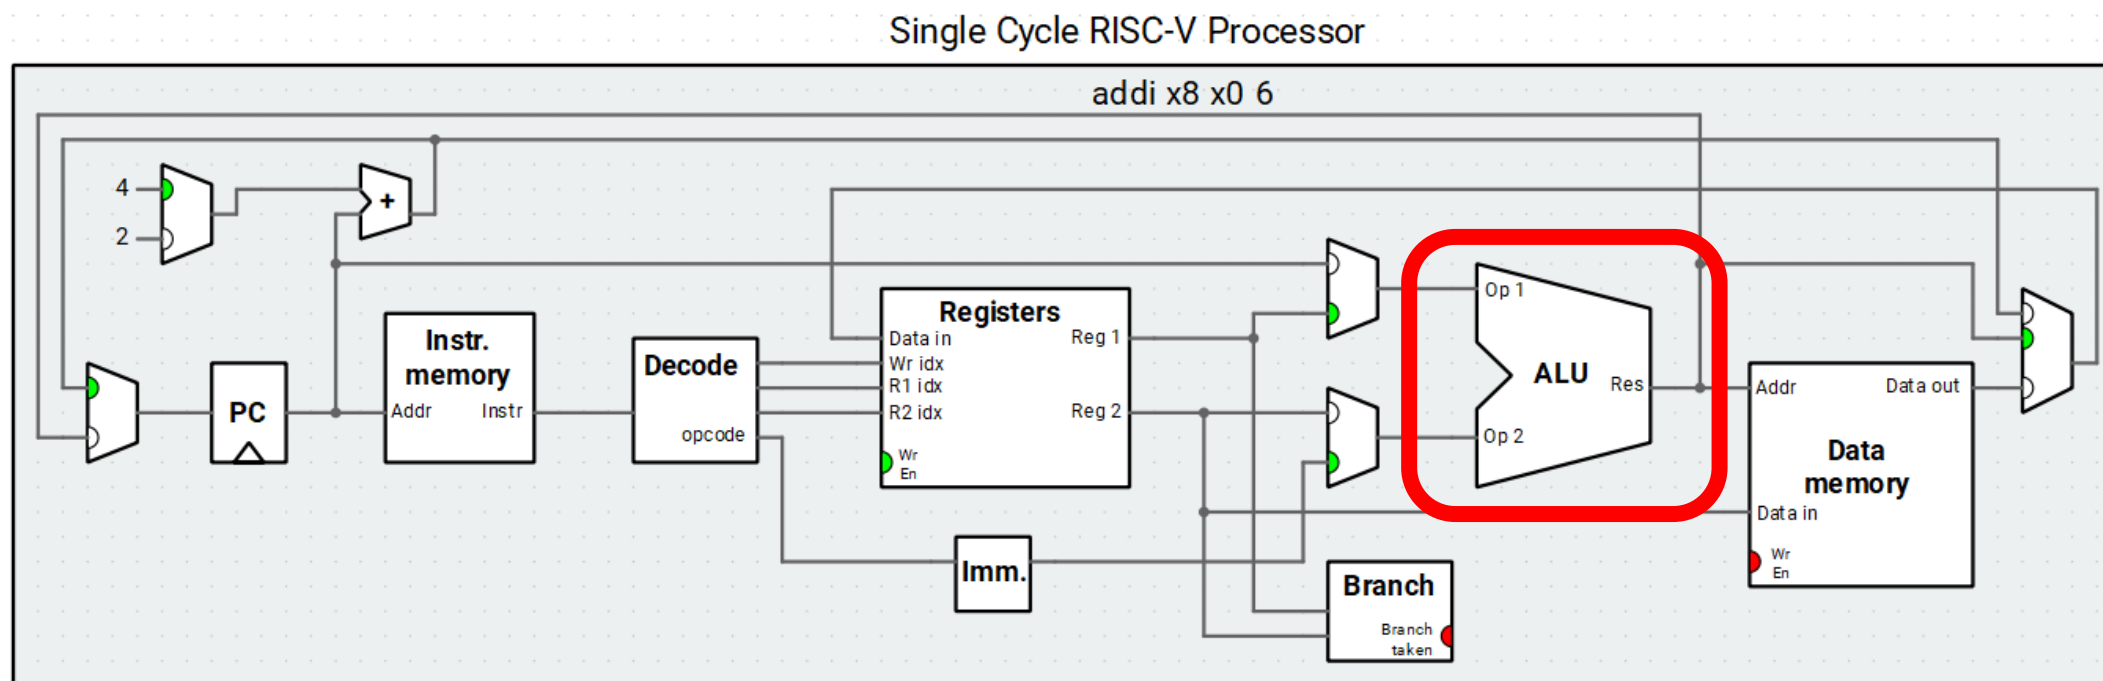 Single Cycle RISC-V Processor
addi x8 x0 6
4
2
+
PC
Instr.
memory
Addr
Instr
Decode
opcode
Registers
Data in
Wr idx
R1 idx
R2 idx
Wr
En
Reg 1
Reg 2
Imm.
Op 1
Op 2
ALU
Res
Branch
Branch
taken
Addr
Data out
Data
memory
Data in
Wr
En